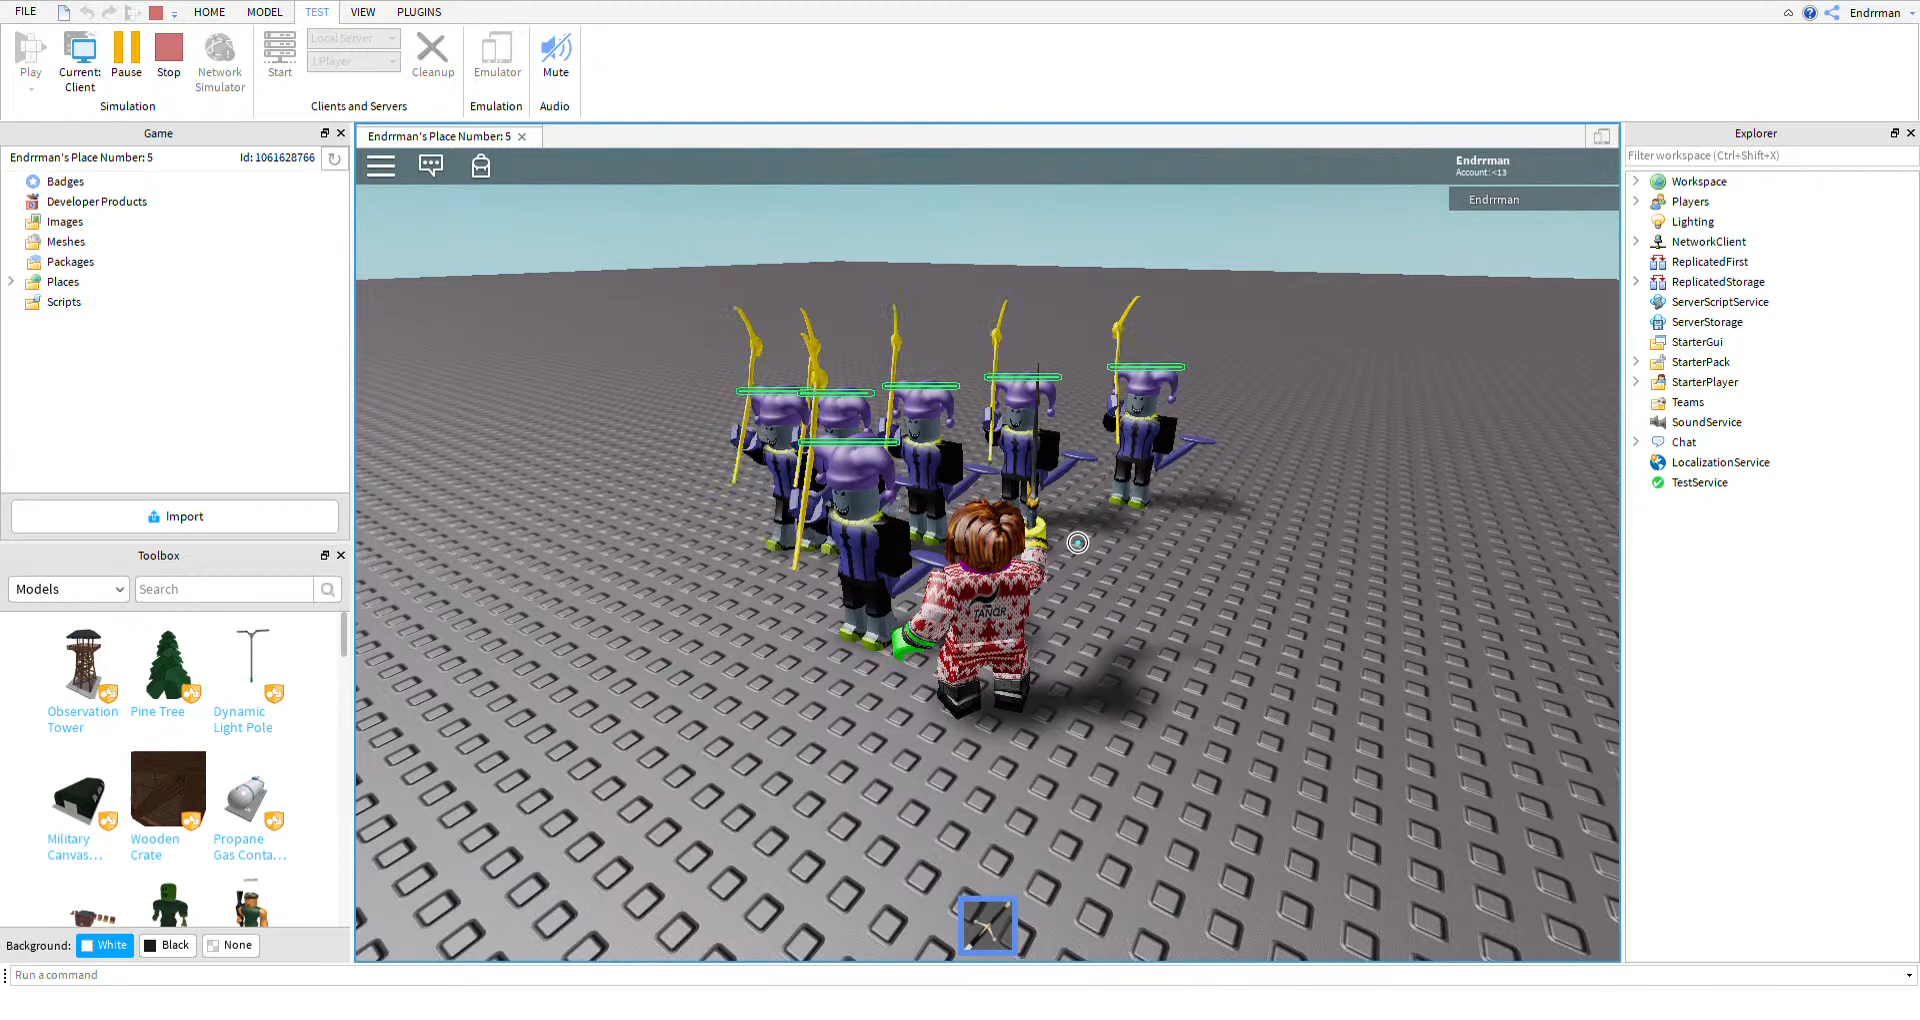 FILE
HOME
MODEL
TEST
VIEW
PLUGINS
Endrrman
Play
Current:
Client
Pause
Stop
Network
Simulator
Simulation
Start
Local Server
1 Player
Cleanup
Clients and Servers
Emulator
Emulation
Mute
Audio
Game
Endrrman's Place Number: 5
Id: 1061628766
Badges
Developer Products
Images
Meshes
Packages
Places
Scripts
Import
Toolbox
Models
Search
Observation
Tower
Pine Tree
Dynamic
Light Pole
Military
Canvas...
Wooden
Crate
Propane
Gas Conta...
Background:
White
Black
None
Run a command
Endrrman's Place Number: 5
Endrrman
Account: <13
Endrrman
TANQR
Explorer
Filter workspace (Ctrl+Shift+X)
Workspace
Players
Lighting
NetworkClient
ReplicatedFirst
ReplicatedStorage
ServerScriptService
ServerStorage
StarterGui
StarterPack
StarterPlayer
Teams
SoundService
Chat
LocalizationService
TestService